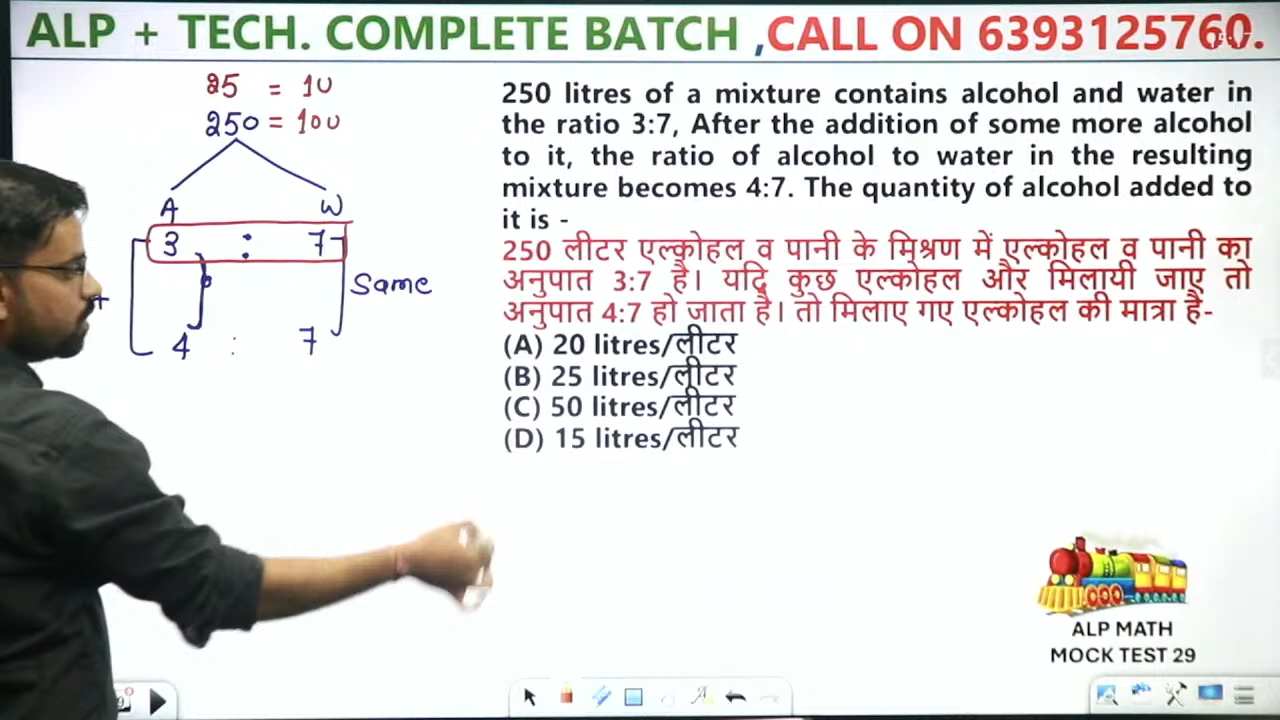 ALP + TECH. COMPLETE BATCH ,CALL ON 6393125760.
25 = 10
250 = 100
A W
3 : 7
Same
+
4 : 7
250 litres of a mixture contains alcohol and water in
the ratio 3:7, After the addition of some more alcohol
to it, the ratio of alcohol to water in the resulting
mixture becomes 4:7. The quantity of alcohol added to
it is -
250 लीटर एल्कोहल व पानी के मिश्रण में एल्कोहल व पानी का
अनुपात 3:7 है। यदि कुछ एल्कोहल और मिलायी जाए तो
अनुपात 4:7 हो जाता है। तो मिलाए गए एल्कोहल की मात्रा है-
(A) 20 litres/लीटर
(B) 25 litres/लीटर
(C) 50 litres/लीटर
(D) 15 litres/लीटर
ALP MATH
MOCK TEST 29